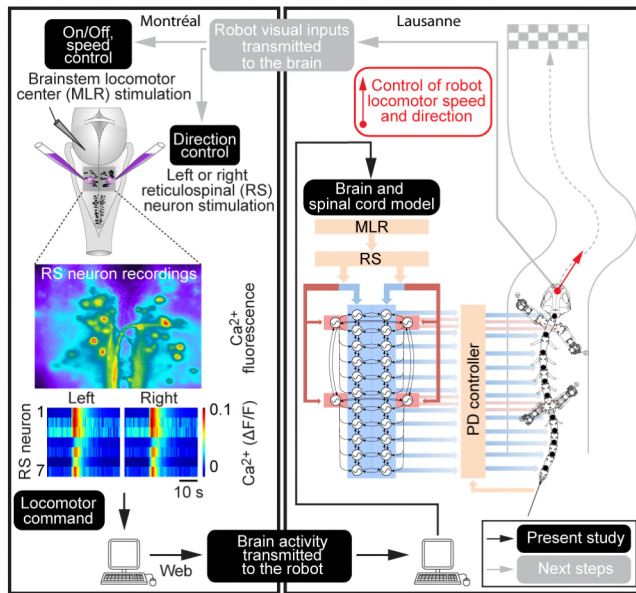 Montréal
Lausanne
On/Off,
speed
control
Robot visual inputs
transmitted
to the brain
Brainstem locomotor
center (MLR) stimulation
Direction
control
Left or right
reticulospinal (RS)
neuron stimulation
RS neuron recordings
Ca2+
fluorescence
Left
Right
1
RS neuron
7
0.1
0
Ca2+ (ΔF/F)
10 s
Locomotor
command
Web
Brain activity
transmitted
to the robot
Control of robot
locomotor speed
and direction
Brain and
spinal cord model
MLR
RS
PD controller
Present study
Next steps